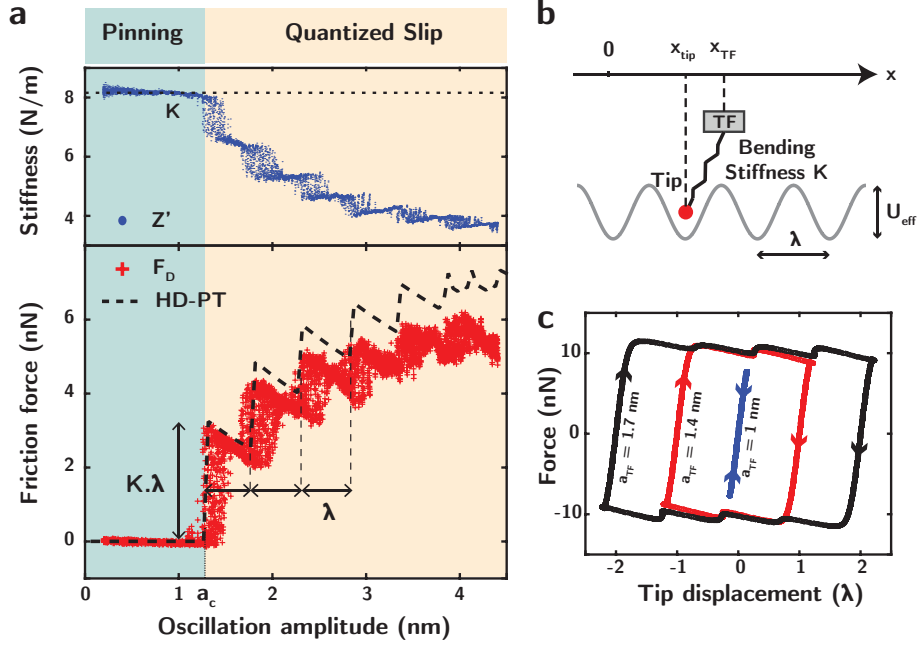 a
Pinning
Quantized Slip
Stiffness (N/m)
8
6
4
K
Z'
Friction force (nN)
6
4
2
0
F_D
HD-PT
K.λ
λ
0
1
a_c
2
3
4
Oscillation amplitude (nm)
b
0
x_tip
x_TF
x
TF
Bending
Stiffness K
Tip
U_eff
λ
c
Force (nN)
10
0
-10
a_TF = 1.7 nm
a_TF = 1.4 nm
a_TF = 1 nm
-2
-1
0
1
2
Tip displacement (λ)